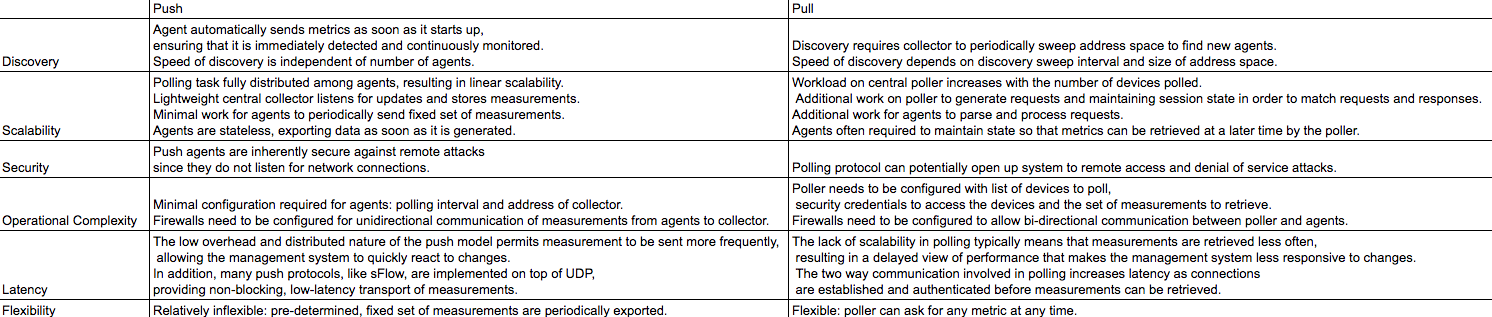 Push
Pull
Discovery
Agent automatically sends metrics as soon as it starts up,
ensuring that it is immediately detected and continuously monitored.
Speed of discovery is independent of number of agents.
Discovery requires collector to periodically sweep address space to find new agents.
Speed of discovery depends on discovery sweep interval and size of address space.
Scalability
Polling task fully distributed among agents, resulting in linear scalability.
Lightweight central collector listens for updates and stores measurements.
Minimal work for agents to periodically send fixed set of measurements.
Agents are stateless, exporting data as soon as it is generated.
Workload on central poller increases with the number of devices polled.
Additional work on poller to generate requests and maintaining session state in order to match requests and responses.
Additional work for agents to parse and process requests.
Agents often required to maintain state so that metrics can be retrieved at a later time by the poller.
Security
Push agents are inherently secure against remote attacks
since they do not listen for network connections.
Polling protocol can potentially open up system to remote access and denial of service attacks.
Operational Complexity
Minimal configuration required for agents: polling interval and address of collector.
Firewalls need to be configured for unidirectional communication of measurements from agents to collector.
Poller needs to be configured with list of devices to poll,
security credentials to access the devices and the set of measurements to retrieve.
Firewalls need to be configured to allow bi-directional communication between poller and agents.
Latency
The low overhead and distributed nature of the push model permits measurement to be sent more frequently,
allowing the management system to quickly react to changes.
In addition, many push protocols, like sFlow, are implemented on top of UDP,
providing non-blocking, low-latency transport of measurements.
The lack of scalability in polling typically means that measurements are retrieved less often,
resulting in a delayed view of performance that makes the management system less responsive to changes.
The two way communication involved in polling increases latency as connections
are established and authenticated before measurements can be retrieved.
Flexibility
Relatively inflexible: pre-determined, fixed set of measurements are periodically exported.
Flexible: poller can ask for any metric at any time.